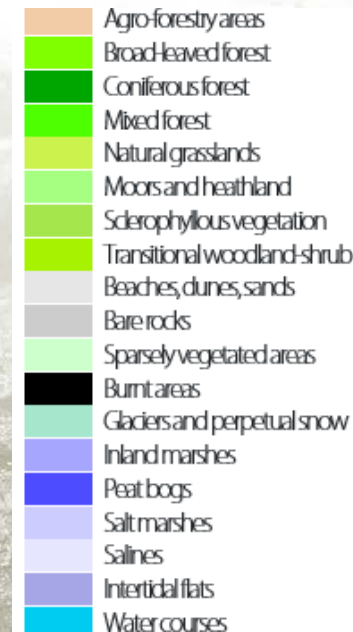 Agro-forestry areas
Broad-leaved forest
Coniferous forest
Mixed forest
Natural grasslands
Moors and heathland
Sclerophyllous vegetation
Transitional woodland-shrub
Beaches, dunes, sands
Bare rocks
Sparsely vegetated areas
Burnt areas
Glaciers and perpetual snow
Inland marshes
Peat bogs
Salt marshes
Salines
Intertidal flats
Water courses